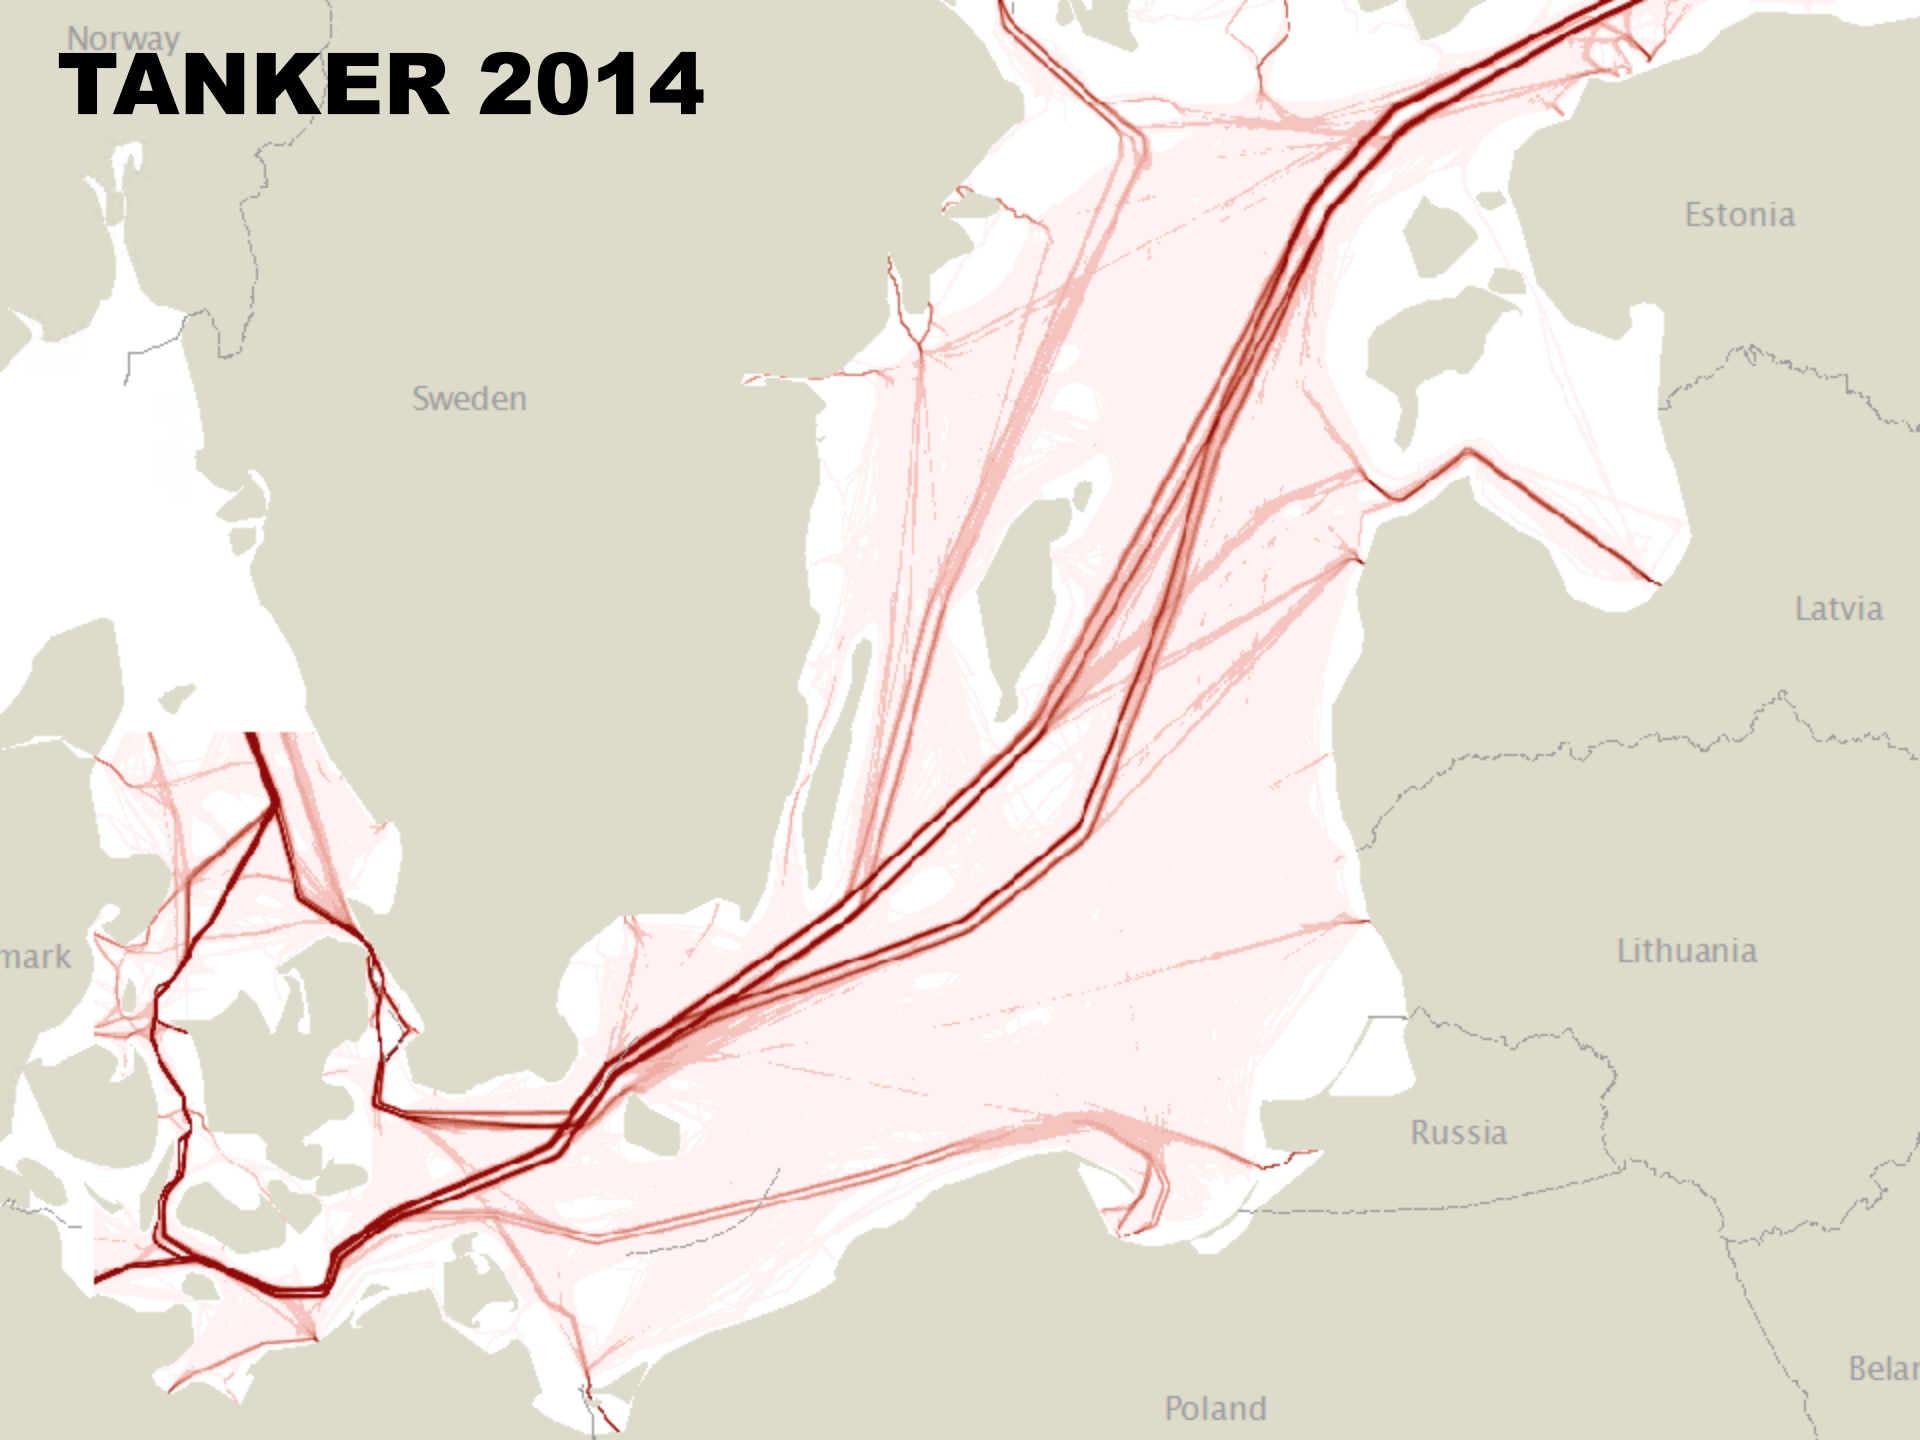 Norway
TANKER 2014
Estonia
Sweden
Latvia
Lithuania
mark
Russia
Belar
Poland